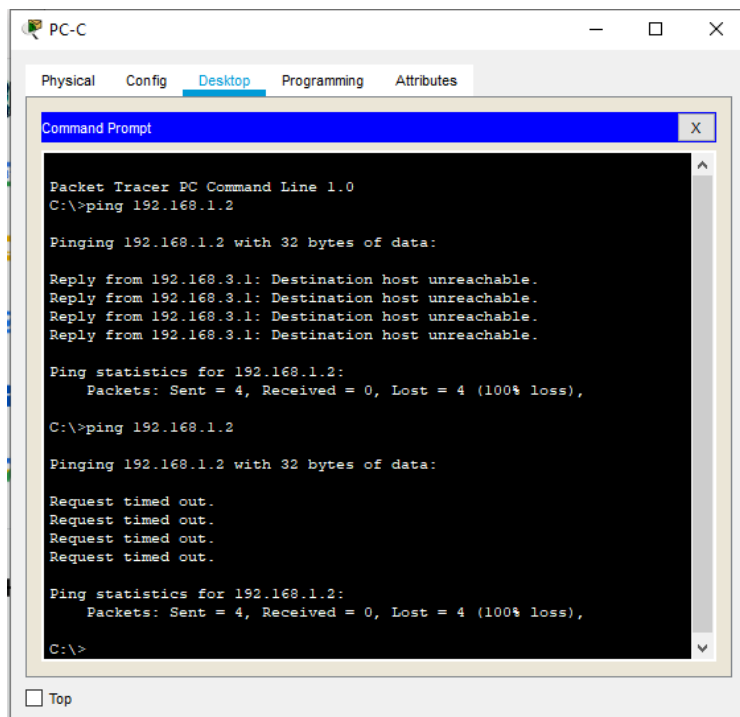 PC-C
Physical Config Desktop Programming Attributes
Command Prompt X
Packet Tracer PC Command Line 1.0
C:\>ping 192.168.1.2
Pinging 192.168.1.2 with 32 bytes of data:
Reply from 192.168.3.1: Destination host unreachable.
Reply from 192.168.3.1: Destination host unreachable.
Reply from 192.168.3.1: Destination host unreachable.
Reply from 192.168.3.1: Destination host unreachable.
Ping statistics for 192.168.1.2:
    Packets: Sent = 4, Received = 0, Lost = 4 (100% loss),
C:\>ping 192.168.1.2
Pinging 192.168.1.2 with 32 bytes of data:
Request timed out.
Request timed out.
Request timed out.
Request timed out.
Ping statistics for 192.168.1.2:
    Packets: Sent = 4, Received = 0, Lost = 4 (100% loss),
C:\>
Top